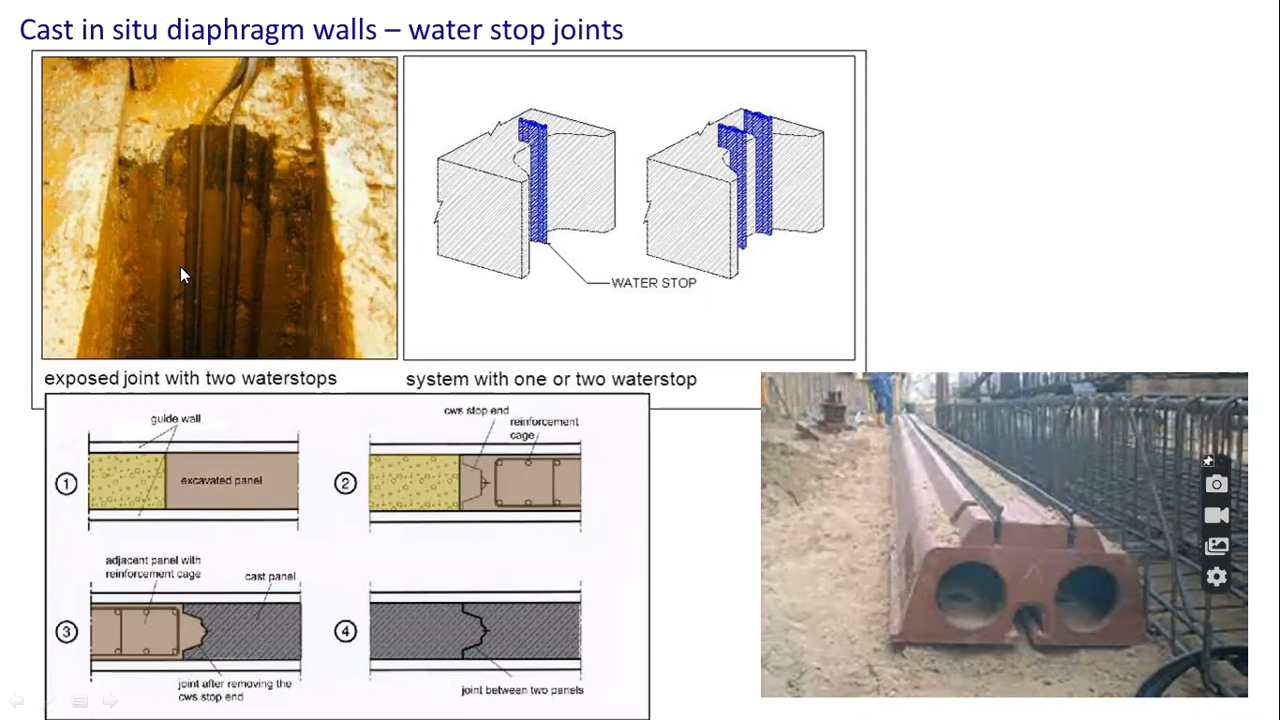 Cast in situ diaphragm walls – water stop joints
WATER STOP
exposed joint with two waterstops
system with one or two waterstop
guide wall
excavated panel
1
cws stop end
reinforcement
cage
2
adjacent panel with
reinforcement cage
cast panel
3
joint after removing the
cws stop end
4
joint between two panels